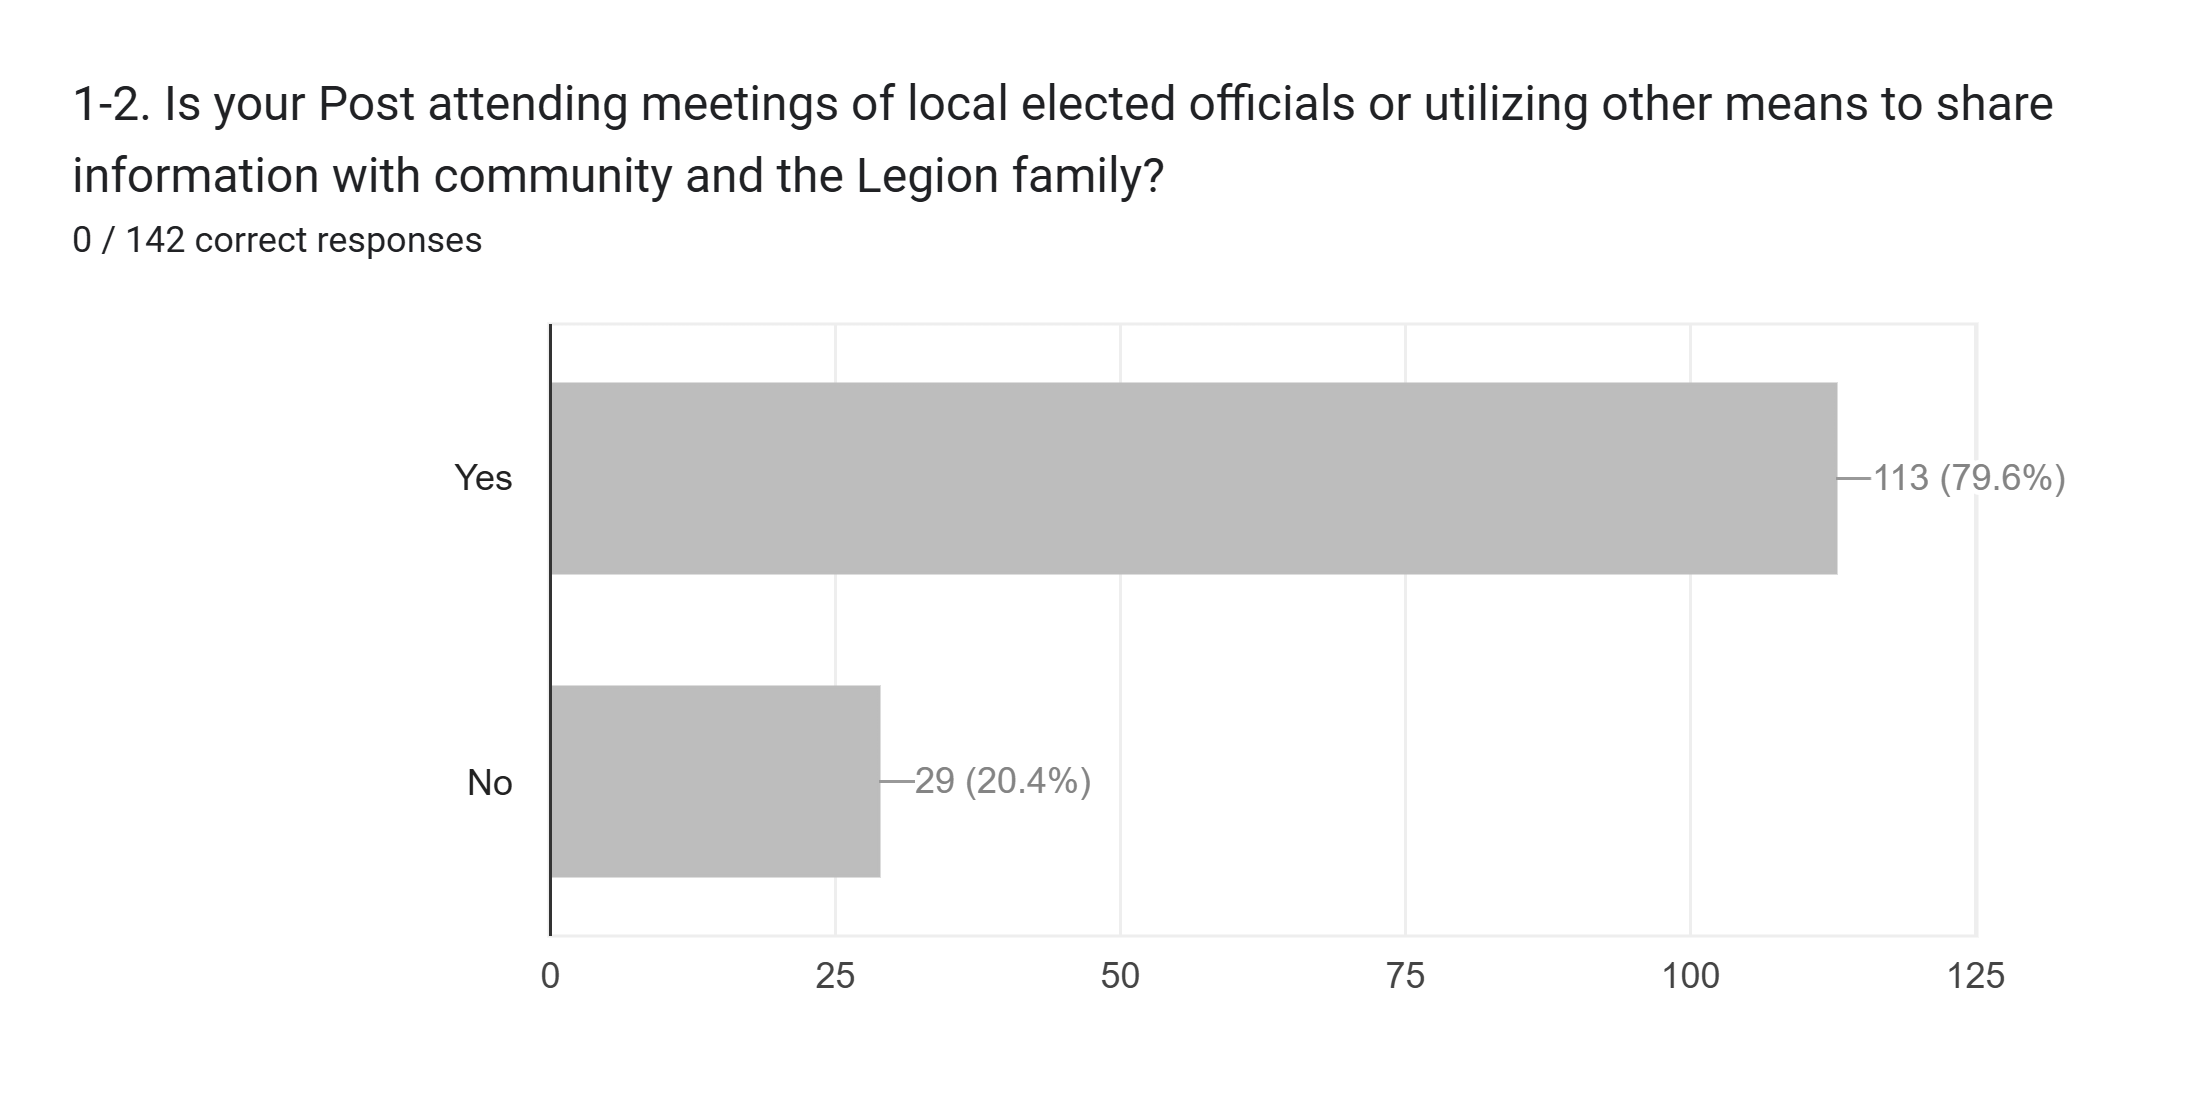 1-2. Is your Post attending meetings of local elected officials or utilizing other means to share
information with community and the Legion family?
0 / 142 correct responses
Yes
113 (79.6%)
No
29 (20.4%)
0
25
50
75
100
125